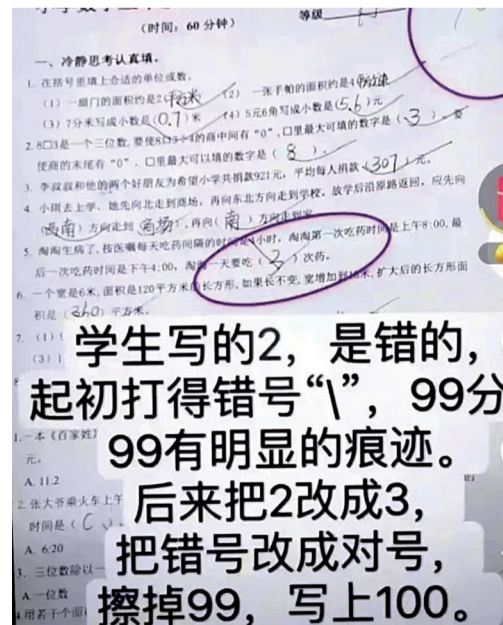 (时间：60分钟)
等级
一、冷静思考认真填。
1. 在括号里填上合适的单位或数。
(1) 一扇门的面积约是2(平方米) (2) 一张手帕的面积约是4(平方分米)
(3) 7分米写成小数是(0.7)米 (4) 5元6角写成小数是(5.6)元
2. 8□3是一个三位数,要使8□3÷4的商中间有"0",口里最大可填的数字是(3),要
使商的末尾有"0",口里最大可以填的数字是(8)。
3. 李叔叔和他的两个好朋友为希望小学共捐款921元,平均每人捐款(307)元。
4. 小琪去上学,她先向北走到商场,再向东北方向走到学校,放学后沿原路返回,应先向
(西南)方向走到(商场),再向(南)方向走到家
5. 淘淘生病了,按医嘱每天吃药间隔的时间是4小时,淘淘第一次吃药时间是上午8:00,最
后一次吃药时间是下午4:00,淘淘一天要吃(3)次药。
6. 一个宽是6米,面积是120平方米的长方形,如果长不变,宽增加到18米,扩大后的长方形面
积是(360)平方米。
7. (1)
(3)
学生写的2，是错的，
起初打得错号“\”，99分
99有明显的痕迹。
后来把2改成3，
把错号改成对号，
擦掉99，写上100。
1. 一本《百家姓》
元。
A. 11.2
2. 张大爷乘火车上午
时间是(C)。
A. 6:20
3. 三位数除以一
A. 一位数
4. 用若干个面